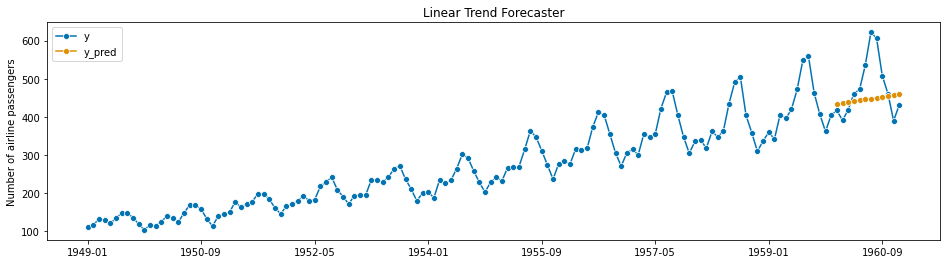 Linear Trend Forecaster
y
y_pred
Number of airline passengers
600
500
400
300
200
100
1949-01 1950-09 1952-05 1954-01 1955-09 1957-05 1959-01 1960-09